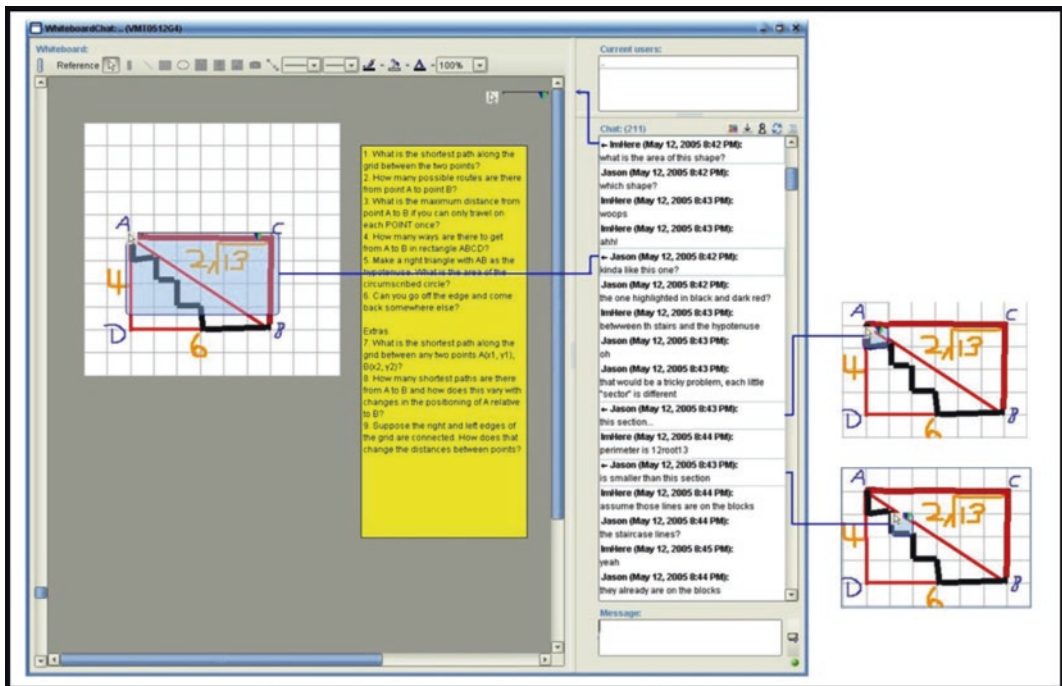 WhiteboardChat: .. (VMT0512G4)
Whiteboard:
Reference
100%
A
C
2√13
4
D
6
B
1. What is the shortest path along the
grid between the two points?
2. How many possible routes are there
from point A to point B?
3. What is the maximum distance from
point A to B if you can only travel on
each POINT once?
4. How many ways are there to get
from A to B in rectangle ABCD?
5. Make a right triangle with AB as the
hypotenuse. What is the area of the
circumscribed circle?
6. Can you go off the edge and come
back somewhere else?
Extras
7. What is the shortest path along the
grid between any two points A(x1, y1),
B(x2, y2)?
8. How many shortest paths are there
from A to B and how does this vary with
changes in the positioning of A relative
to B?
9. Suppose the right and left edges of
the grid are connected. How does that
change the distances between points?
Current users:
Chat: (211)
← ImHere (May 12, 2005 8:42 PM):
what is the area of this shape?
Jason (May 12, 2005 8:42 PM):
which shape?
ImHere (May 12, 2005 8:43 PM):
woops
ImHere (May 12, 2005 8:43 PM):
ahh!
← Jason (May 12, 2005 8:42 PM):
kinda like this one?
Jason (May 12, 2005 8:42 PM):
the one highlighted in black and dark red?
ImHere (May 12, 2005 8:43 PM):
betwween th stairs and the hypotenuse
Jason (May 12, 2005 8:43 PM):
oh
Jason (May 12, 2005 8:43 PM):
that would be a tricky problem, each little
"sector" is different
← Jason (May 12, 2005 8:43 PM):
this section...
ImHere (May 12, 2005 8:44 PM):
perimeter is 12root13
← Jason (May 12, 2005 8:43 PM):
is smaller than this section
ImHere (May 12, 2005 8:44 PM):
assume those lines are on the blocks
Jason (May 12, 2005 8:44 PM):
the staircase lines?
ImHere (May 12, 2005 8:45 PM):
yeah
Jason (May 12, 2005 8:44 PM):
they already are on the blocks
Message:
A
C
2√13
4
D
6
B
A
C
2√13
4
D
6
B